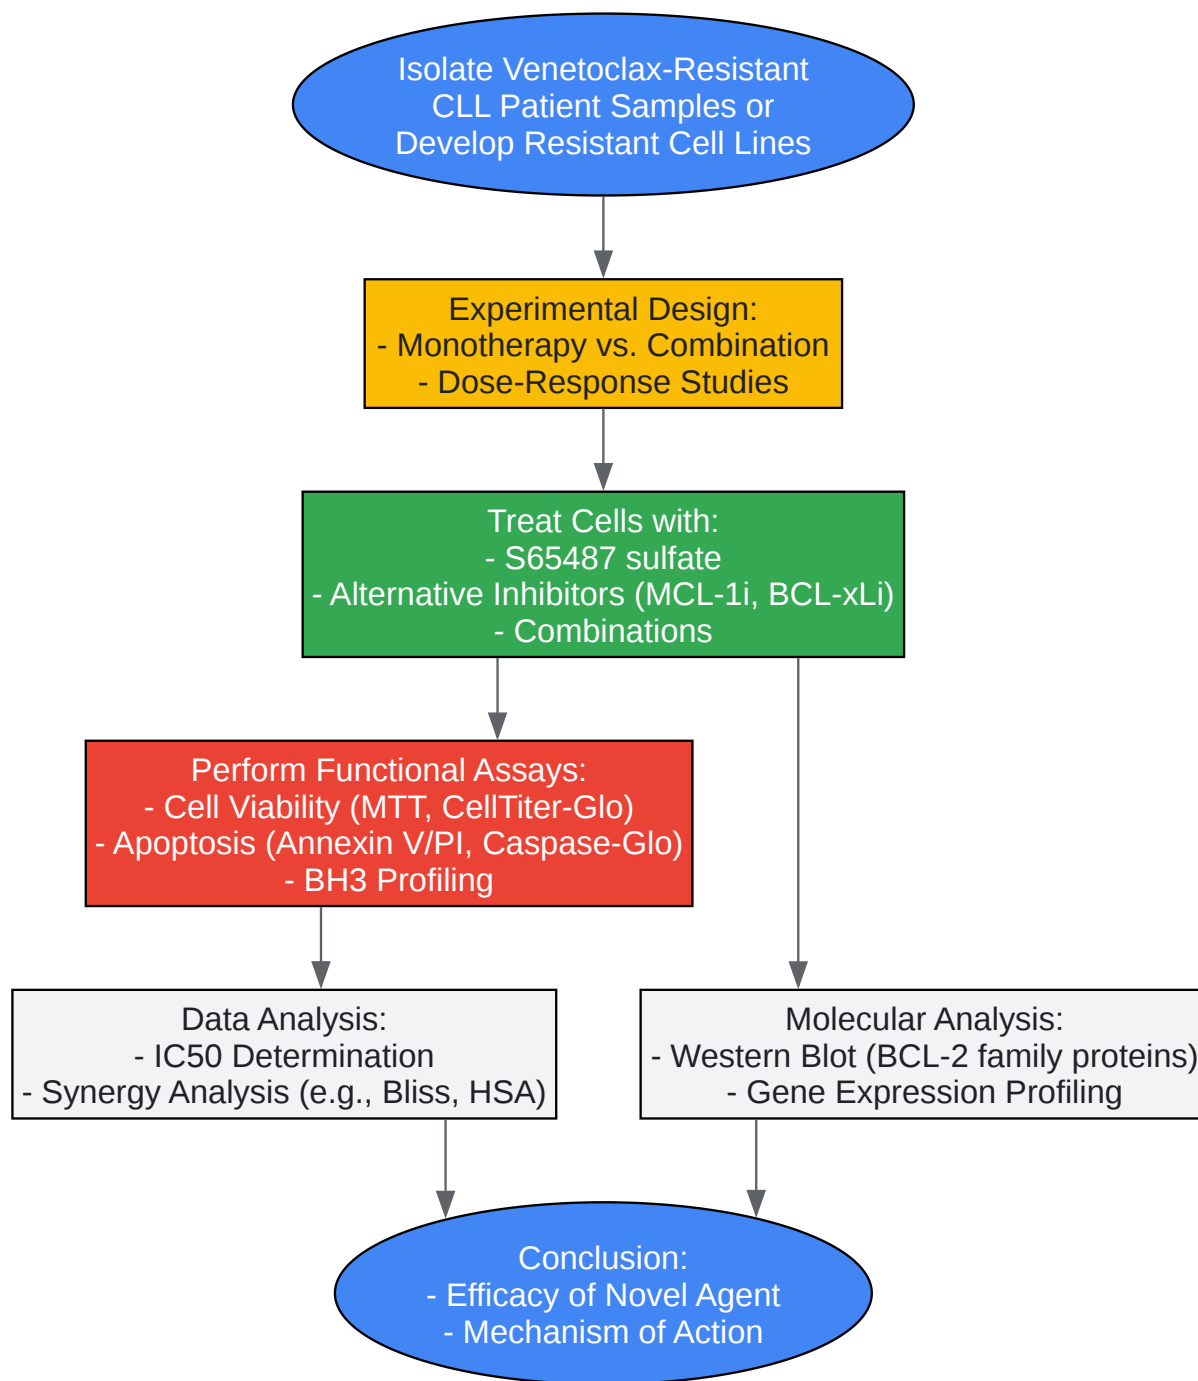 Isolate Venetoclax-Resistant
CLL Patient Samples or
Develop Resistant Cell Lines
Experimental Design:
- Monotherapy vs. Combination
- Dose-Response Studies
Treat Cells with:
- S65487 sulfate
- Alternative Inhibitors (MCL-1i, BCL-xLi)
- Combinations
Perform Functional Assays:
- Cell Viability (MTT, CellTiter-Glo)
- Apoptosis (Annexin V/PI, Caspase-Glo)
- BH3 Profiling
Data Analysis:
- IC50 Determination
- Synergy Analysis (e.g., Bliss, HSA)
Molecular Analysis:
- Western Blot (BCL-2 family proteins)
- Gene Expression Profiling
Conclusion:
- Efficacy of Novel Agent
- Mechanism of Action